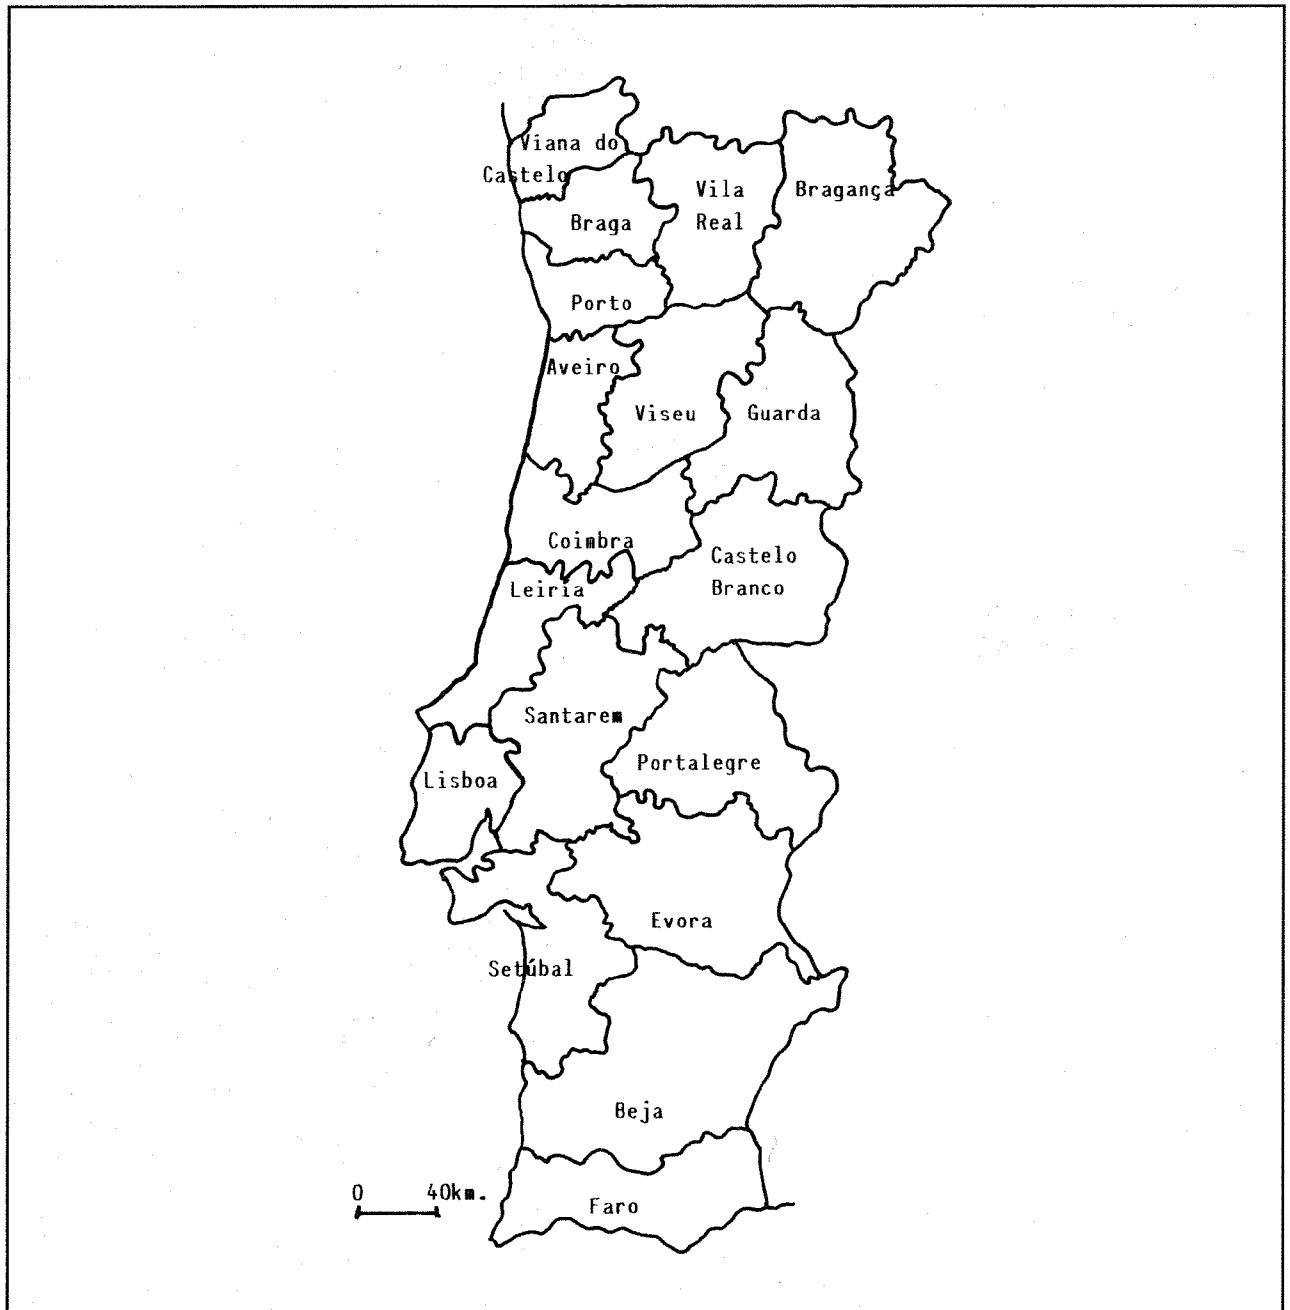 Viana do
Castelo
Vila
Real
Bragança
Braga
Porto
Aveiro
Viseu
Guarda
Coimbra
Castelo
Branco
Leiria
Santarem
Portalegre
Lisboa
Evora
Setúbal
Beja
Faro
0 40km.